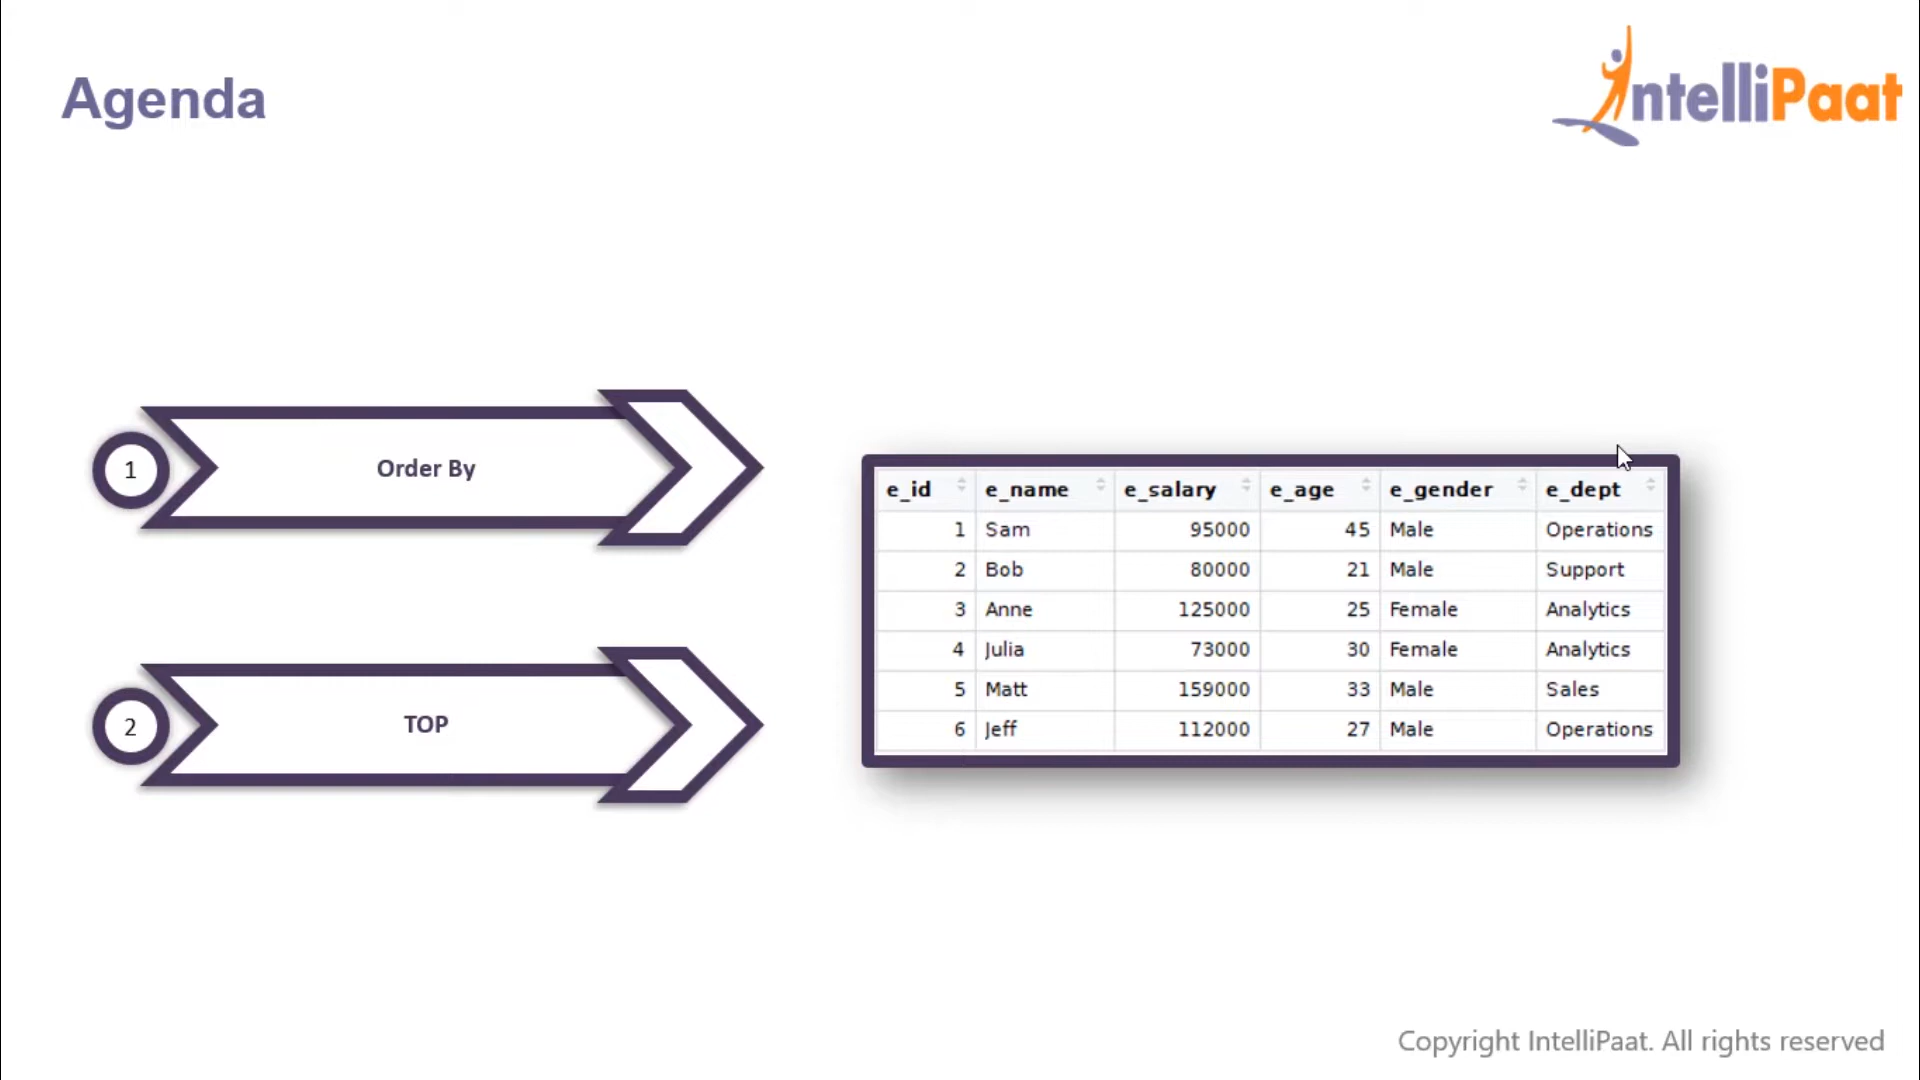 Agenda
IntelliPaat
1
Order By
2
TOP
e_id e_name e_salary e_age e_gender e_dept
1 Sam 95000 45 Male Operations
2 Bob 80000 21 Male Support
3 Anne 125000 25 Female Analytics
4 Julia 73000 30 Female Analytics
5 Matt 159000 33 Male Sales
6 Jeff 112000 27 Male Operations
Copyright IntelliPaat. All rights reserved